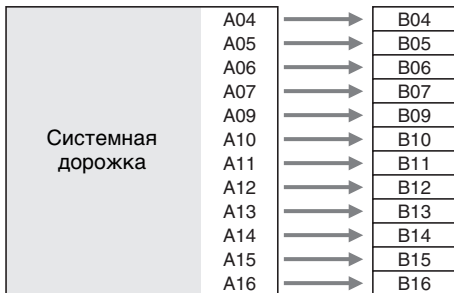 A04 B04
A05 B05
A06 B06
A07 B07
A09 B09
Системная A10 B10
дорожка A11 B11
A12 B12
A13 B13
A14 B14
A15 B15
A16 B16